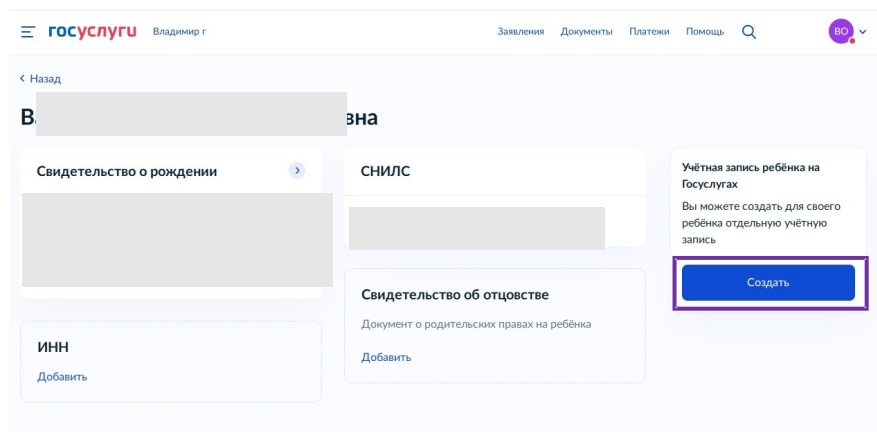 госуслуги Владимир г Заявления Документы Платежи Помощь ВО
Назад
В. вна
Свидетельство о рождении
СНИЛС
Учётная запись ребёнка на
Госуслугах
Вы можете создать для своего
ребёнка отдельную учётную
запись
Создать
Свидетельство об отцовстве
Документ о родительских правах на ребёнка
Добавить
ИНН
Добавить